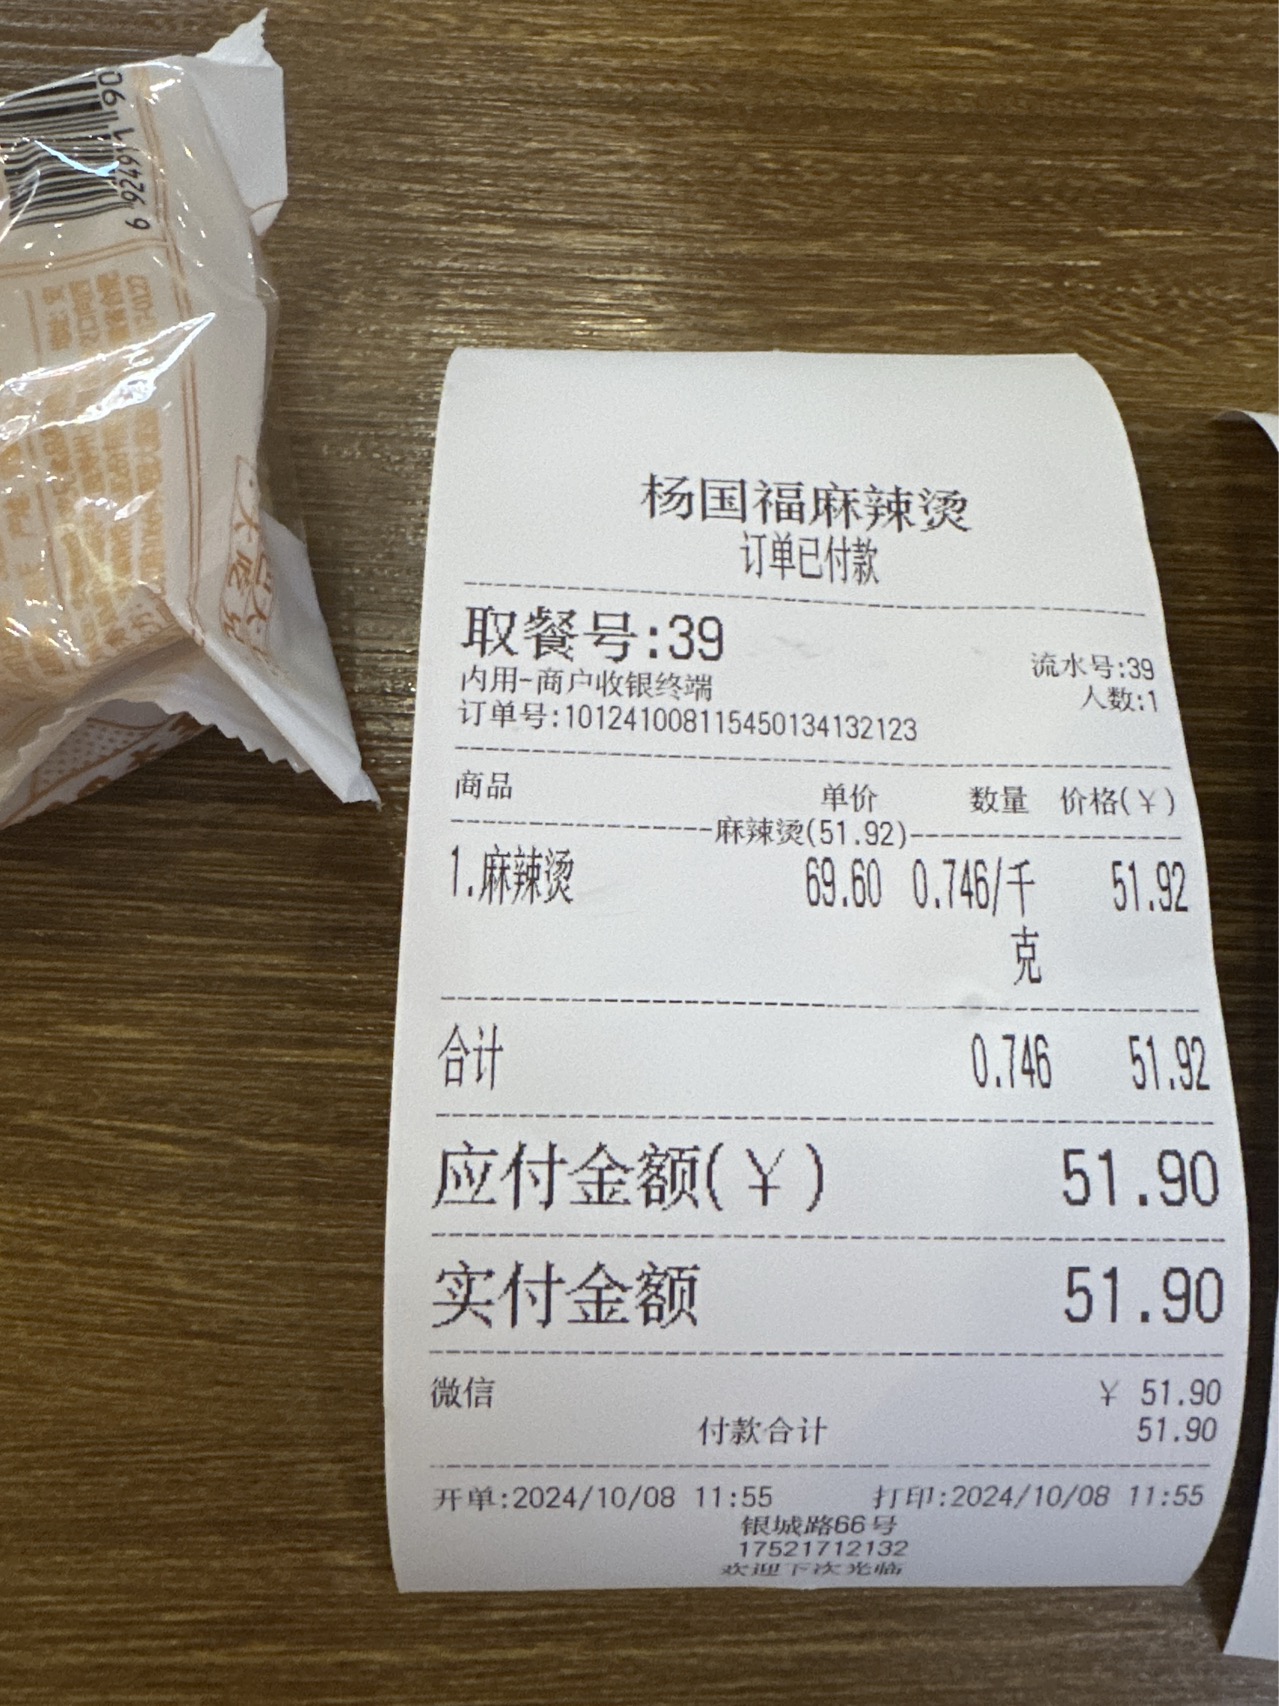 杨国福麻辣烫
订单已付款
取餐号:39
流水号:39
内用-商户收银终端
人数:1
订单号:101241008115450134132123
商品 单价 数量 价格(¥)
麻辣烫(51.92)
1.麻辣烫 69.60 0.746/千克 51.92
合计 0.746 51.92
应付金额(¥) 51.90
实付金额 51.90
微信 ¥ 51.90
付款合计 51.90
开单:2024/10/08 11:55 打印:2024/10/08 11:55
银城路66号
17521712132
欢迎下次光临